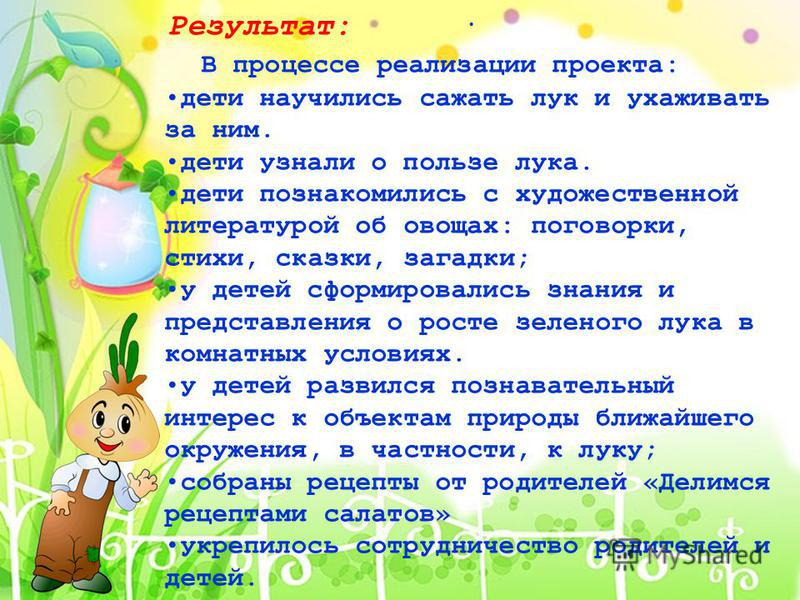 Результат:
В процессе реализации проекта:
•дети научились сажать лук и ухаживать
за ним.
•дети узнали о пользе лука.
•дети познакомились с художественной
литературой об овощах: поговорки,
стихи, сказки, загадки;
•у детей сформировались знания и
представления о росте зеленого лука в
комнатных условиях.
•у детей развился познавательный
интерес к объектам природы ближайшего
окружения, в частности, к луку;
•собраны рецепты от родителей «Делимся
рецептами салатов»
•укрепилось сотрудничество родителей и
детей.
MyShared